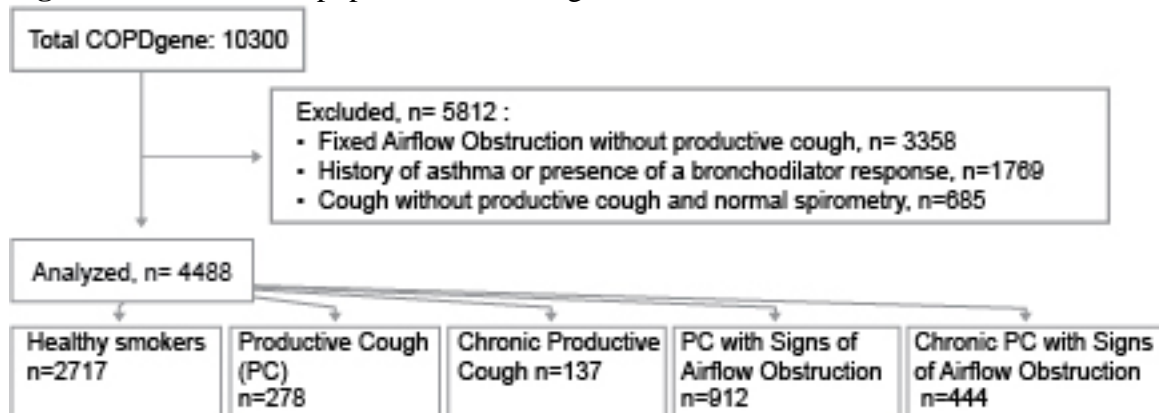 Total COPDgene: 10300
Excluded, n= 5812 :
▪ Fixed Airflow Obstruction without productive cough, n= 3358
▪ History of asthma or presence of a bronchodilator response, n=1769
▪ Cough without productive cough and normal spirometry, n=685
Analyzed, n= 4488
Healthy smokers
n=2717
Productive Cough
(PC)
n=278
Chronic Productive
Cough n=137
PC with Signs of
Airflow Obstruction
n=912
Chronic PC with Signs
of Airflow Obstruction
n=444